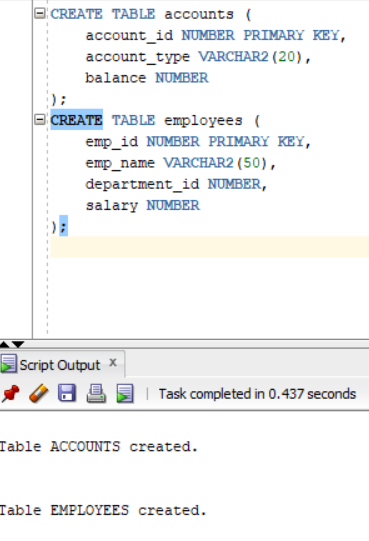 CREATE TABLE accounts (
    account_id NUMBER PRIMARY KEY,
    account_type VARCHAR2(20),
    balance NUMBER
);
CREATE TABLE employees (
    emp_id NUMBER PRIMARY KEY,
    emp_name VARCHAR2(50),
    department_id NUMBER,
    salary NUMBER
);
Script Output x
Task completed in 0.437 seconds
Table ACCOUNTS created.
Table EMPLOYEES created.